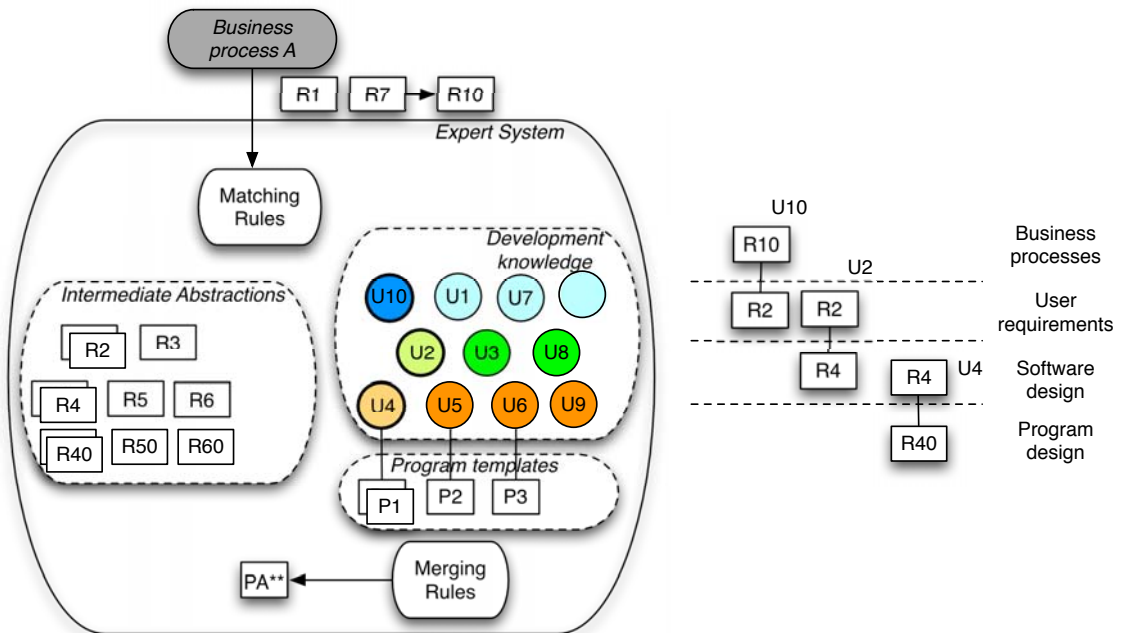 Business
process A
R1
R7
R10
Expert System
Matching
Rules
Development
knowledge
U10
U1
U7
U2
U3
U8
U4
U5
U6
U9
Intermediate Abstractions
R2
R3
R4
R5
R6
R40
R50
R60
Program templates
P1
P2
P3
Merging
Rules
PA**
U10
R10
Business
processes
U2
R2
R2
User
requirements
R4
R4
U4
Software
design
R40
Program
design